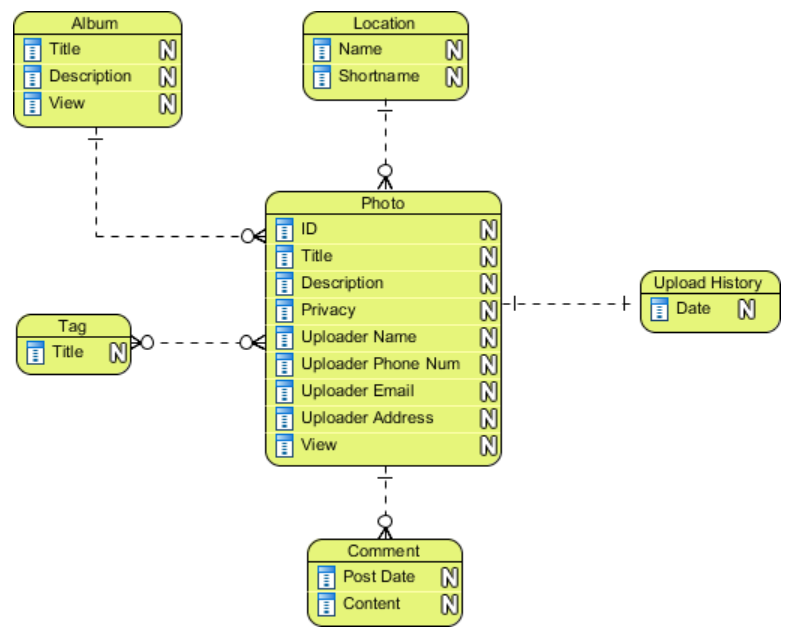 Album
Title N
Description N
View N
Location
Name N
Shortname N
Photo
ID N
Title N
Description N
Privacy N
Uploader Name N
Uploader Phone Num N
Uploader Email N
Uploader Address N
View N
Upload History
Date N
Tag
Title N
Comment
Post Date N
Content N